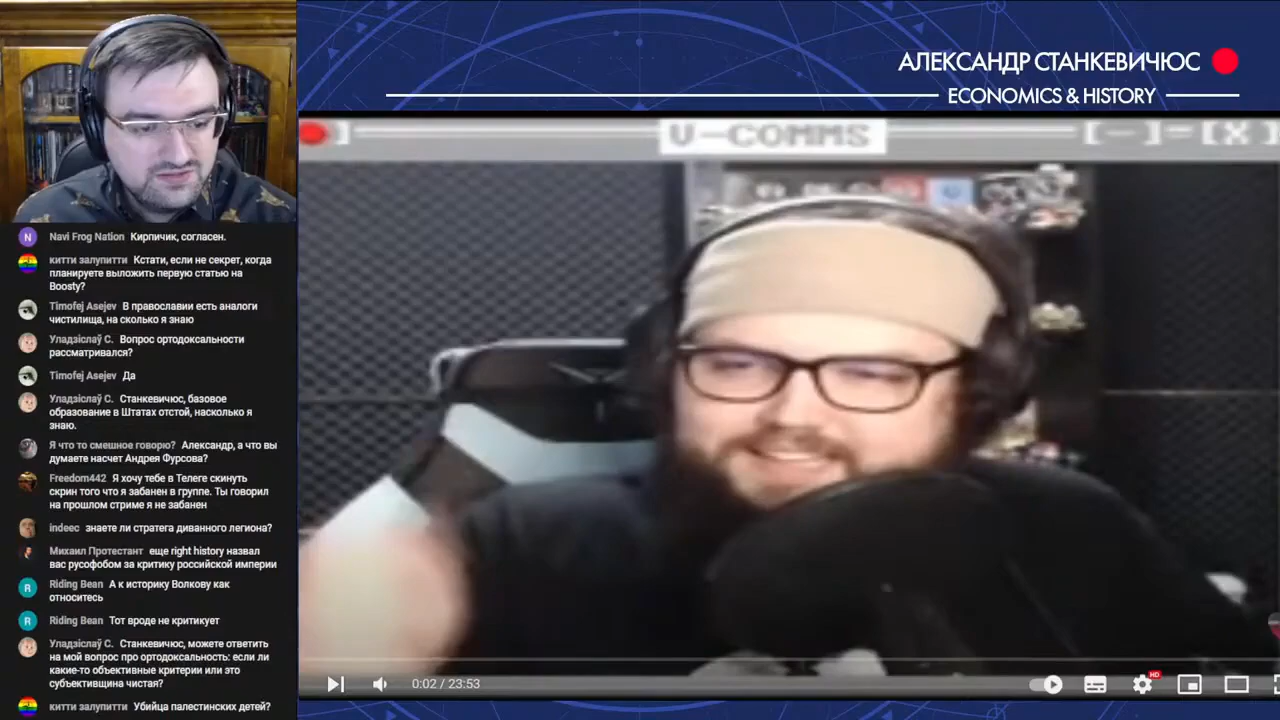 АЛЕКСАНДР СТАНКЕВИЧЮС
ECONOMICS & HISTORY
V-COMMS
[-]-[X]
Navi Frog Nation Кирпичик, согласен.
китти залупитти Кстати, если не секрет, когда
планируете выложить первую статью на
Boosty?
Timofej Asejev В православии есть аналоги
чистилища, на сколько я знаю
Уладзіслаў С. Вопрос ортодоксальности
рассматривался?
Timofej Asejev Да
Уладзіслаў С. Станкевичюс, базовое
образование в Штатах отстой, насколько я
знаю.
Я что то смешное говорю? Александр, а что вы
думаете насчет Андрея Фурсова?
Freedom442 Я хочу тебе в Телеге скинуть
скрин того что я забанен в группе. Ты говорил
на прошлом стриме я не забанен
indeec знаете ли стратега диванного легиона?
Михаил Протестант еще right history назвал
вас русофобом за критику российской империи
Riding Bean А к историку Волкову как
относитесь
Riding Bean Тот вроде не критикует
Уладзіслаў С. Станкевичюс, можете ответить
на мой вопрос про ортодоксальность: если ли
какие-то объективные критерии или это
субъективщина чистая?
китти залупитти Убийца палестинских детей?
0:02 / 23:53
HD